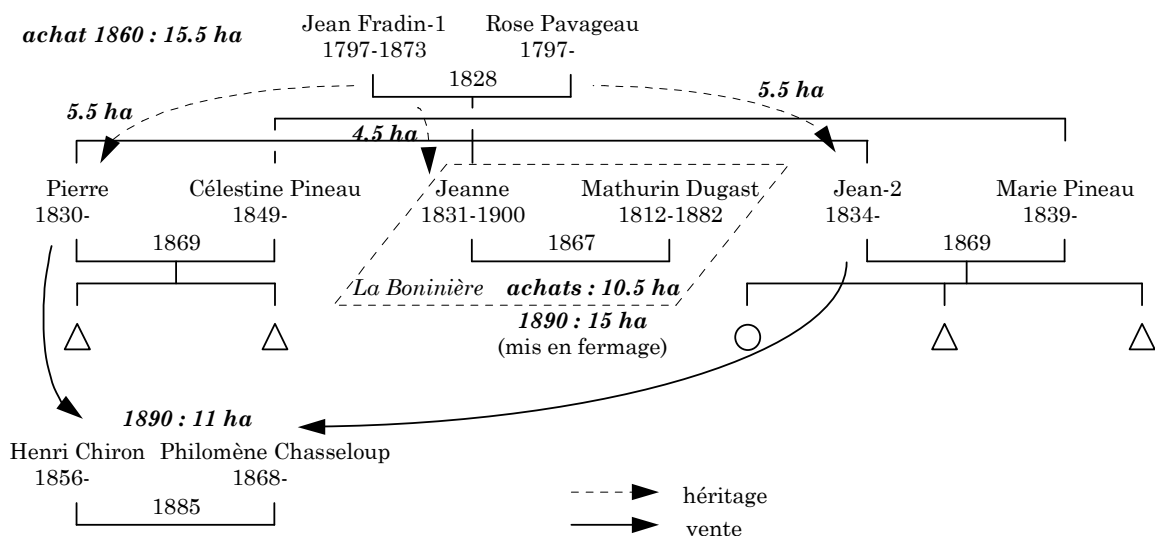 Jean Fradin-1 Rose Pavageau
achat 1860 : 15.5 ha
1797-1873 1797-
1828
5.5 ha 5.5 ha
4.5 ha
Pierre Célestine Pineau Jeanne Mathurin Dugast Jean-2 Marie Pineau
1830- 1849- 1831-1900 1812-1882 1834- 1839-
1869 1867 1869
La Boninière achats : 10.5 ha
1890 : 15 ha
(mis en fermage)
1890 : 11 ha
Henri Chiron Philomène Chasseloup
1856- 1868-
1885
héritage
vente